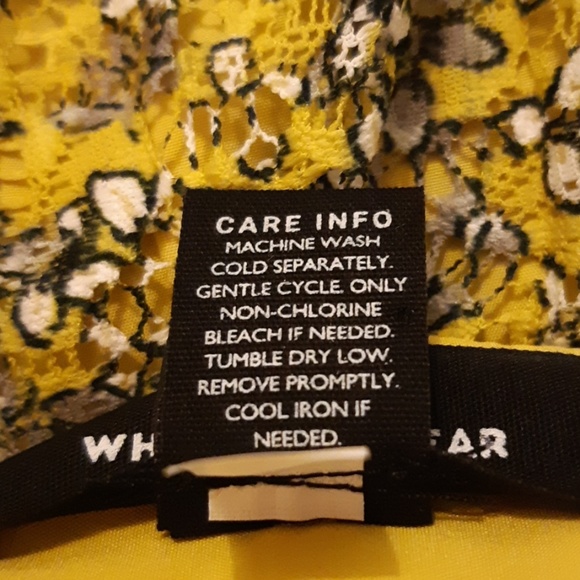 CARE INFO
MACHINE WASH
COLD SEPARATELY.
GENTLE CYCLE. ONLY
NON-CHLORINE
BLEACH IF NEEDED.
TUMBLE DRY LOW.
REMOVE PROMPTLY.
COOL IRON IF
NEEDED.